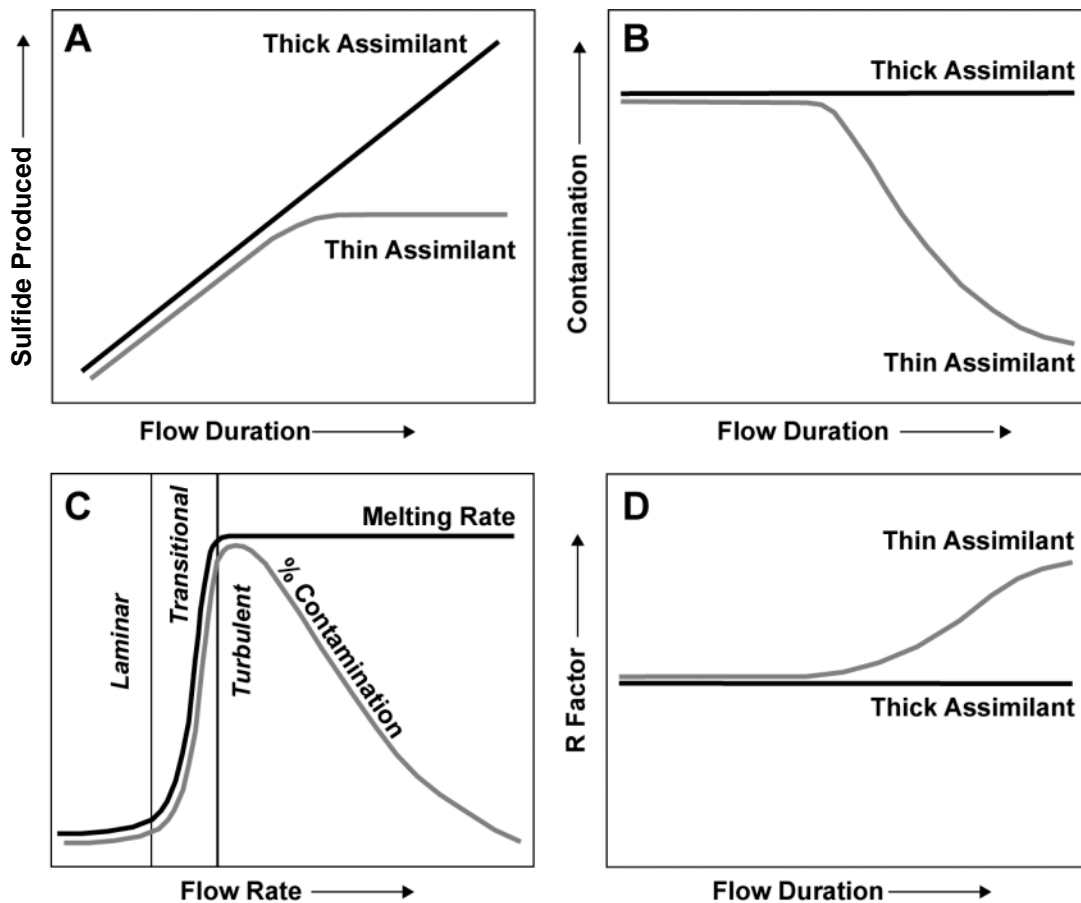 A
Thick Assimilant
Thin Assimilant
Sulfide Produced
Flow Duration
B
Thick Assimilant
Thin Assimilant
Contamination
Flow Duration
C
Laminar
Transitional
Turbulent
Melting Rate
% Contamination
Flow Rate
D
Thin Assimilant
Thick Assimilant
R Factor
Flow Duration